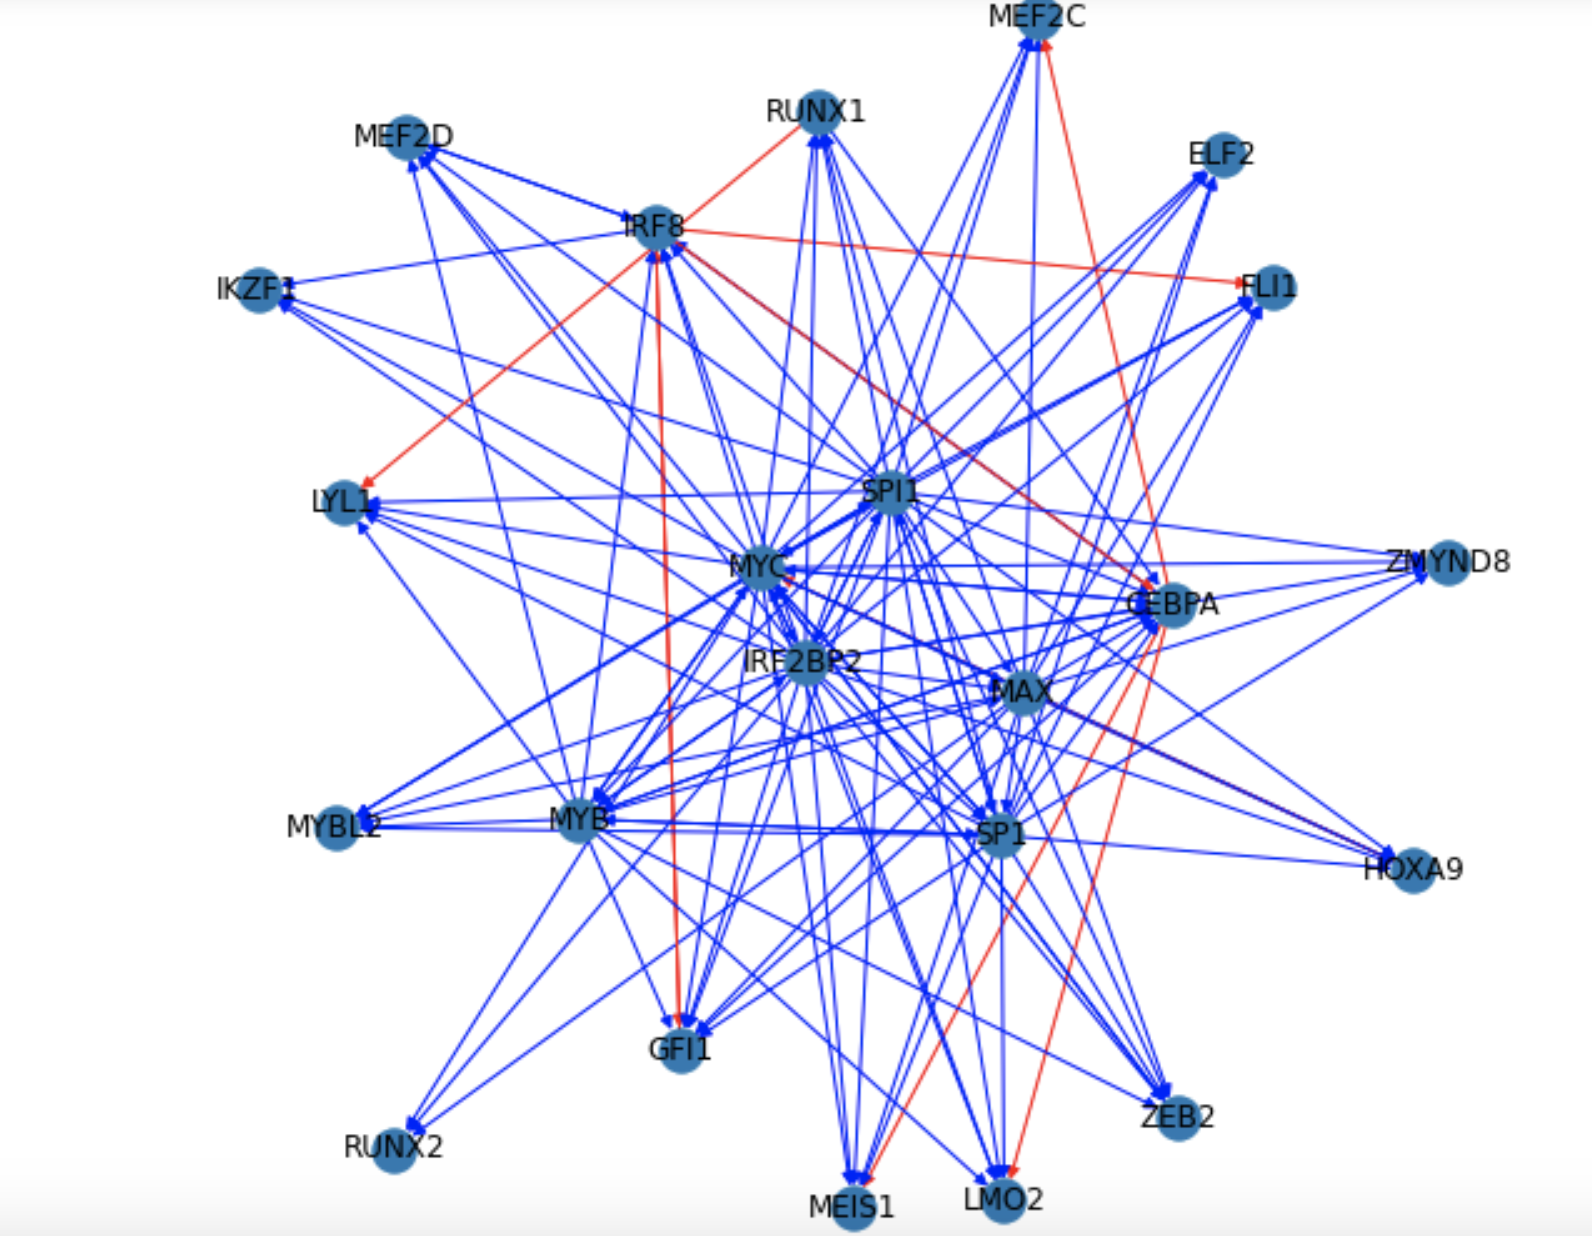 MEF2C
RUNX1
MEF2D
ELF2
IRF8
IKZF1
FLI1
SPI1
LYL1
MYC
ZMYND8
CEBPA
IRF2BP2
MAX
MYBL2
MYB
SP1
HOXA9
GFI1
ZEB2
RUNX2
MEIS1
LMO2